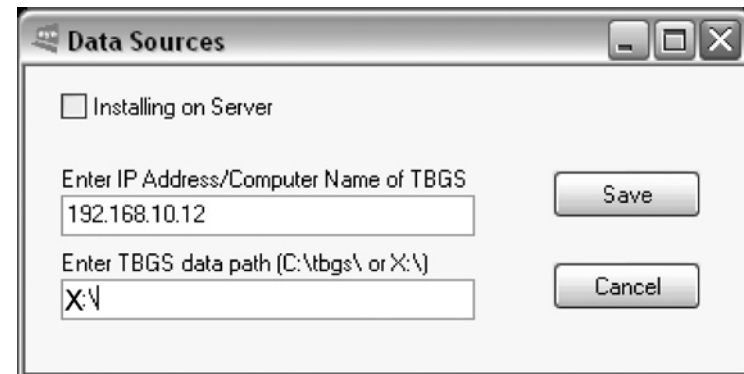 Data Sources
Installing on Server
Enter IP Address/Computer Name of TBGS
192.168.10.12
Save
Enter TBGS data path (C:\tbgs\ or X:\)
X:\
Cancel